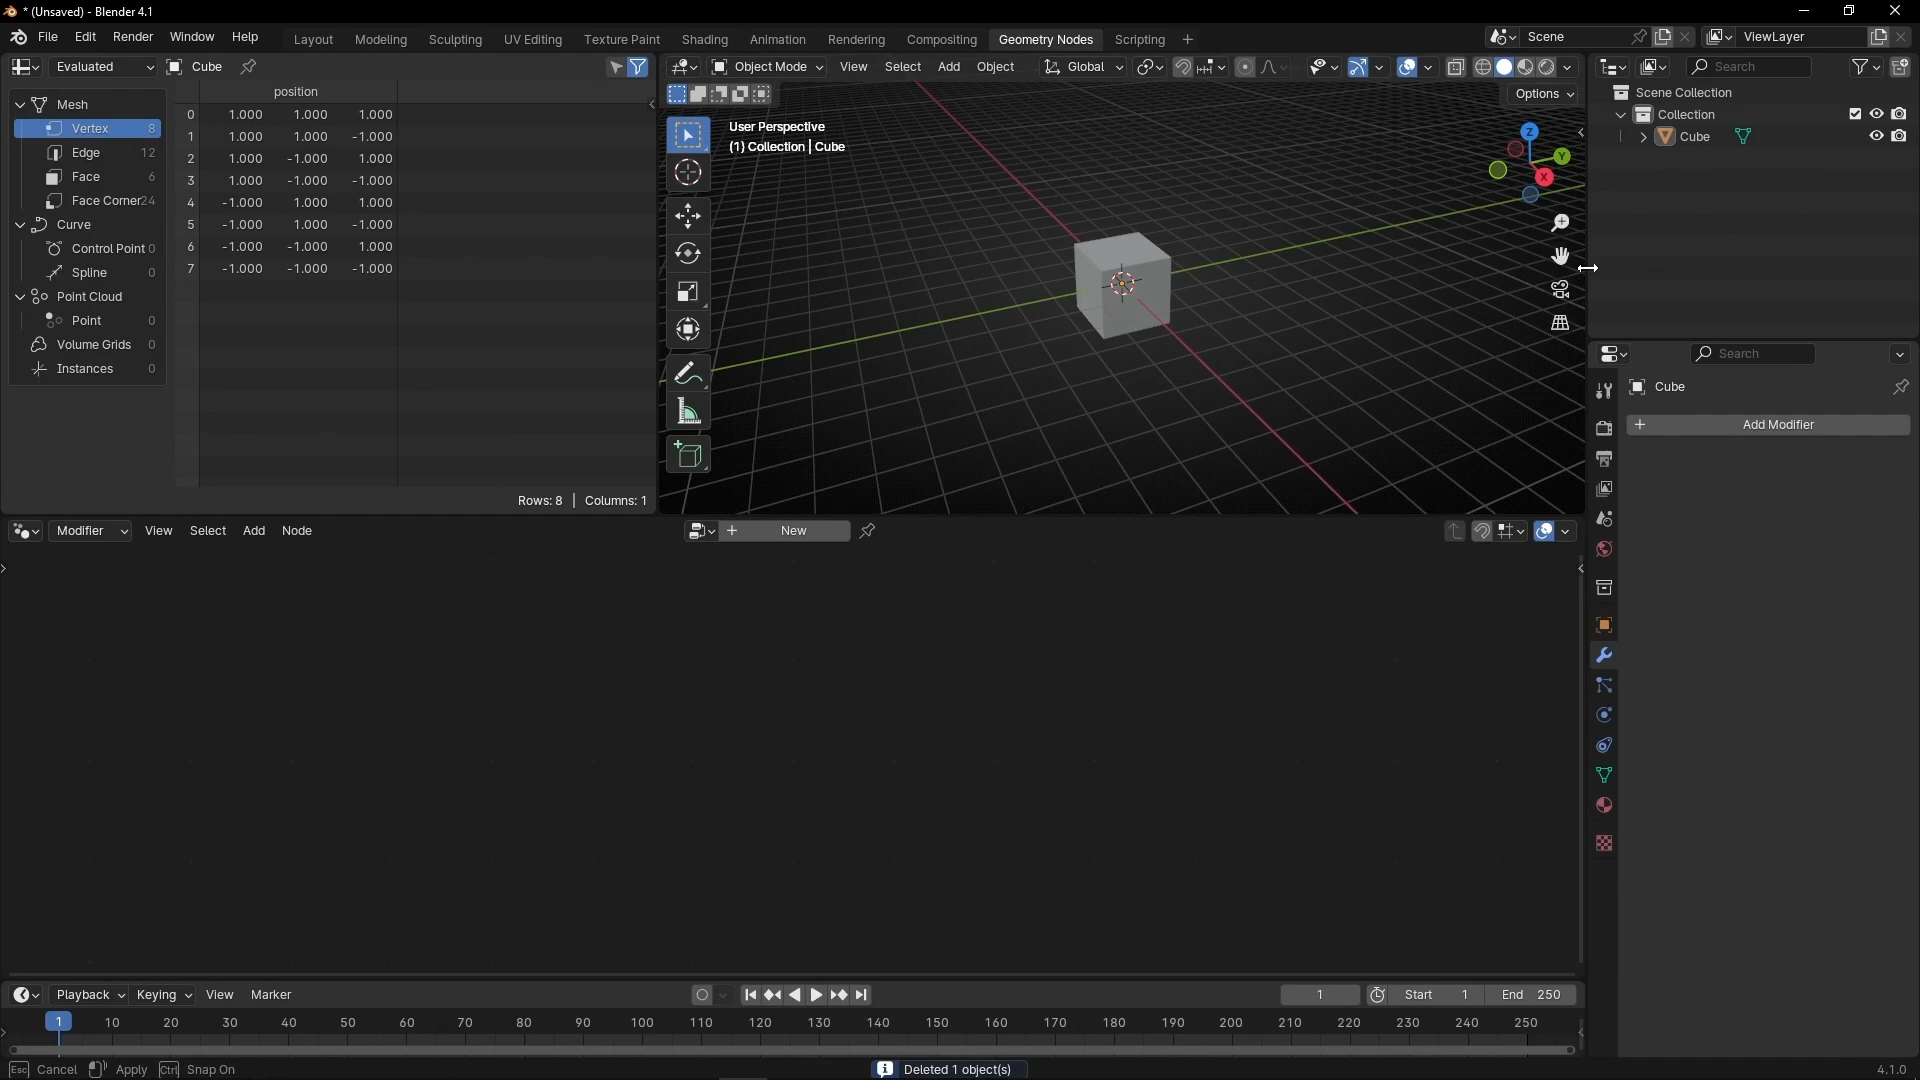 * (Unsaved) - Blender 4.1
File Edit Render Window Help Layout Modeling Sculpting UV Editing Texture Paint Shading Animation Rendering Compositing Geometry Nodes Scripting + Scene ViewLayer
Evaluated Cube
Object Mode View Select Add Object Global
Search
position
Options
Mesh
Vertex 8
Edge 12
Face 6
Face Corner 24
Curve
Control Point 0
Spline 0
Point Cloud
Point 0
Volume Grids 0
Instances 0
0 1.000 1.000 1.000
1 1.000 1.000 -1.000
2 1.000 -1.000 1.000
3 1.000 -1.000 -1.000
4 -1.000 1.000 1.000
5 -1.000 1.000 -1.000
6 -1.000 -1.000 1.000
7 -1.000 -1.000 -1.000
Rows: 8 | Columns: 1
User Perspective
(1) Collection | Cube
Z
Y
X
Scene Collection
Collection
Cube
Search
Cube
+ Add Modifier
Modifier View Select Add Node + New
Playback Keying View Marker 1 Start 1 End 250
1 10 20 30 40 50 60 70 80 90 100 110 120 130 140 150 160 170 180 190 200 210 220 230 240 250
Esc Cancel Apply Ctrl Snap On Deleted 1 object(s) 4.1.0